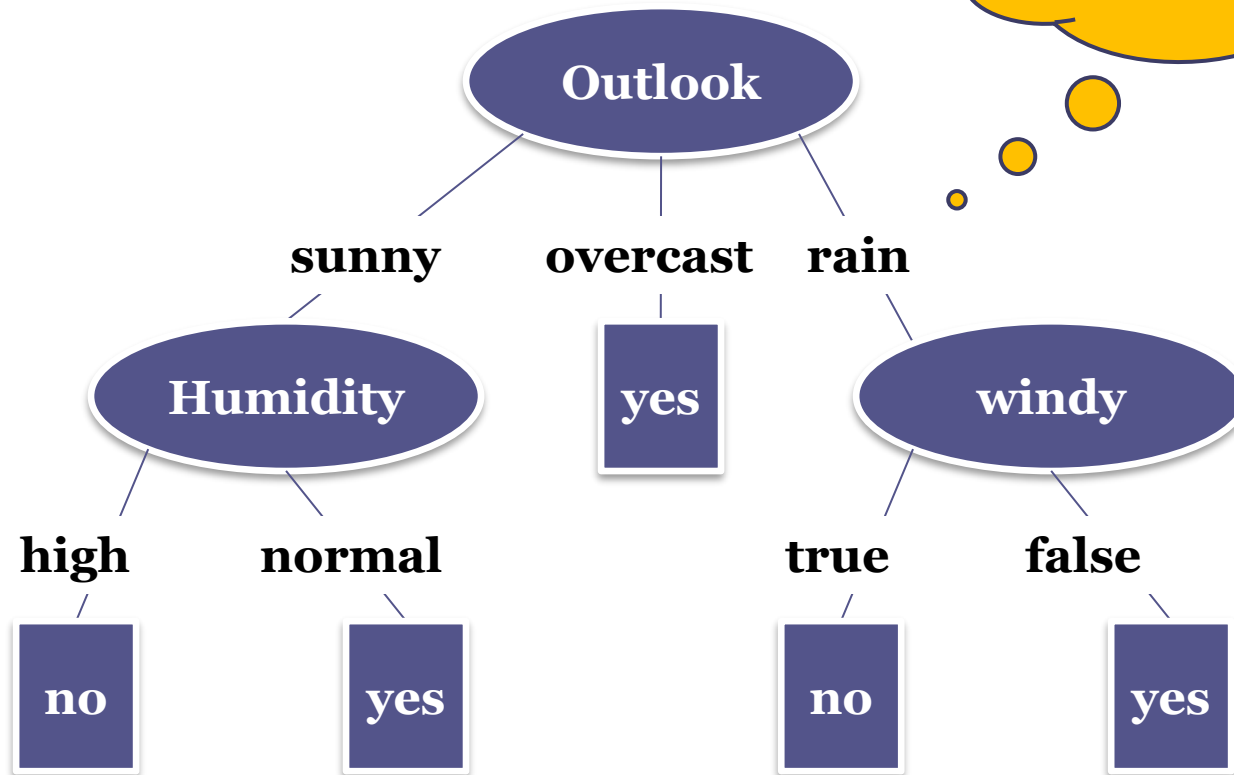 Outlook
sunny overcast rain
Humidity yes windy
high normal true false
no yes no yes